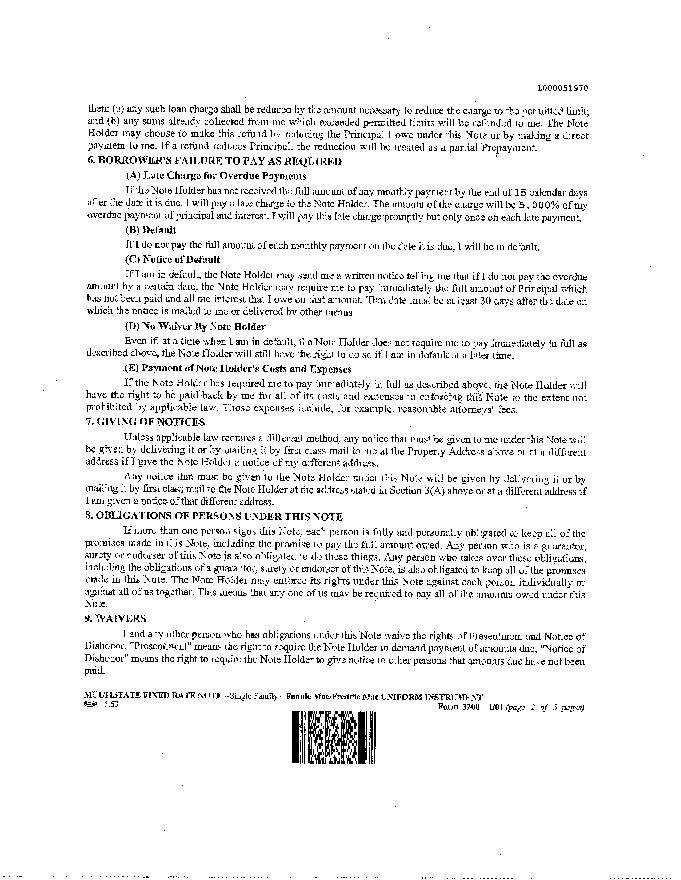 L000051970
then: (a) any such loan charge shall be reduced by the amount necessary to reduce the charge to the permitted limit;
and (b) any sums already collected from me which exceeded permitted limits will be refunded to me. The Note
Holder may choose to make this refund by reducing the Principal I owe under this Note or by making a direct
payment to me. If a refund reduces Principal, the reduction will be treated as a partial Prepayment.
6. BORROWER'S FAILURE TO PAY AS REQUIRED
(A) Late Charge for Overdue Payments
If the Note Holder has not received the full amount of any monthly payment by the end of 15 calendar days
after the date it is due, I will pay a late charge to the Note Holder. The amount of the charge will be 5.000% of my
overdue payment of principal and interest. I will pay this late charge promptly but only once on each late payment.
(B) Default
If I do not pay the full amount of each monthly payment on the date it is due, I will be in default.
(C) Notice of Default
If I am in default, the Note Holder may send me a written notice telling me that if I do not pay the overdue
amount by a certain date, the Note Holder may require me to pay immediately the full amount of Principal which
has not been paid and all the interest that I owe on that amount. That date must be at least 30 days after the date on
which the notice is mailed to me or delivered by other means.
(D) No Waiver By Note Holder
Even if, at a time when I am in default, the Note Holder does not require me to pay immediately in full as
described above, the Note Holder will still have the right to do so if I am in default at a later time.
(E) Payment of Note Holder's Costs and Expenses
If the Note Holder has required me to pay immediately in full as described above, the Note Holder will
have the right to be paid back by me for all of its costs and expenses in enforcing this Note to the extent not
prohibited by applicable law. Those expenses include, for example, reasonable attorneys' fees.
7. GIVING OF NOTICES
Unless applicable law requires a different method, any notice that must be given to me under this Note will
be given by delivering it or by mailing it by first class mail to me at the Property Address above or at a different
address if I give the Note Holder a notice of my different address.
Any notice that must be given to the Note Holder under this Note will be given by delivering it or by
mailing it by first class mail to the Note Holder at the address stated in Section 3(A) above or at a different address if
I am given a notice of that different address.
8. OBLIGATIONS OF PERSONS UNDER THIS NOTE
If more than one person signs this Note, each person is fully and personally obligated to keep all of the
promises made in this Note, including the promise to pay the full amount owed. Any person who is a guarantor,
surety or endorser of this Note is also obligated to do these things. Any person who takes over these obligations,
including the obligations of a guarantor, surety or endorser of this Note, is also obligated to keep all of the promises
made in this Note. The Note Holder may enforce its rights under this Note against each person individually or
against all of us together. This means that any one of us may be required to pay all of the amounts owed under this
Note.
9. WAIVERS
I and any other person who has obligations under this Note waive the rights of Presentment and Notice of
Dishonor. "Presentment" means the right to require the Note Holder to demand payment of amounts due. "Notice of
Dishonor" means the right to require the Note Holder to give notice to other persons that amounts due have not been
paid.
MULTISTATE FIXED RATE NOTE--Single Family--Fannie Mae/Freddie Mac UNIFORM INSTRUMENT
Form 3200 1/01 (page 2 of 3 pages)